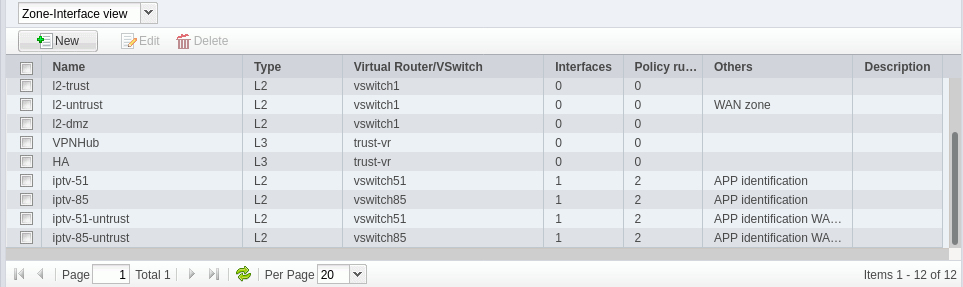 Zone-Interface view
New Edit Delete
Name Type Virtual Router/VSwitch Interfaces Policy ru... Others Description
l2-trust L2 vswitch1 0 0
l2-untrust L2 vswitch1 0 0 WAN zone
l2-dmz L2 vswitch1 0 0
VPNHub L3 trust-vr 0 0
HA L3 trust-vr 0 0
iptv-51 L2 vswitch51 1 2 APP identification
iptv-85 L2 vswitch85 1 2 APP identification
iptv-51-untrust L2 vswitch51 1 2 APP identification WA...
iptv-85-untrust L2 vswitch85 1 2 APP identification WA...
Page 1 Total 1 Per Page 20 Items 1 - 12 of 12